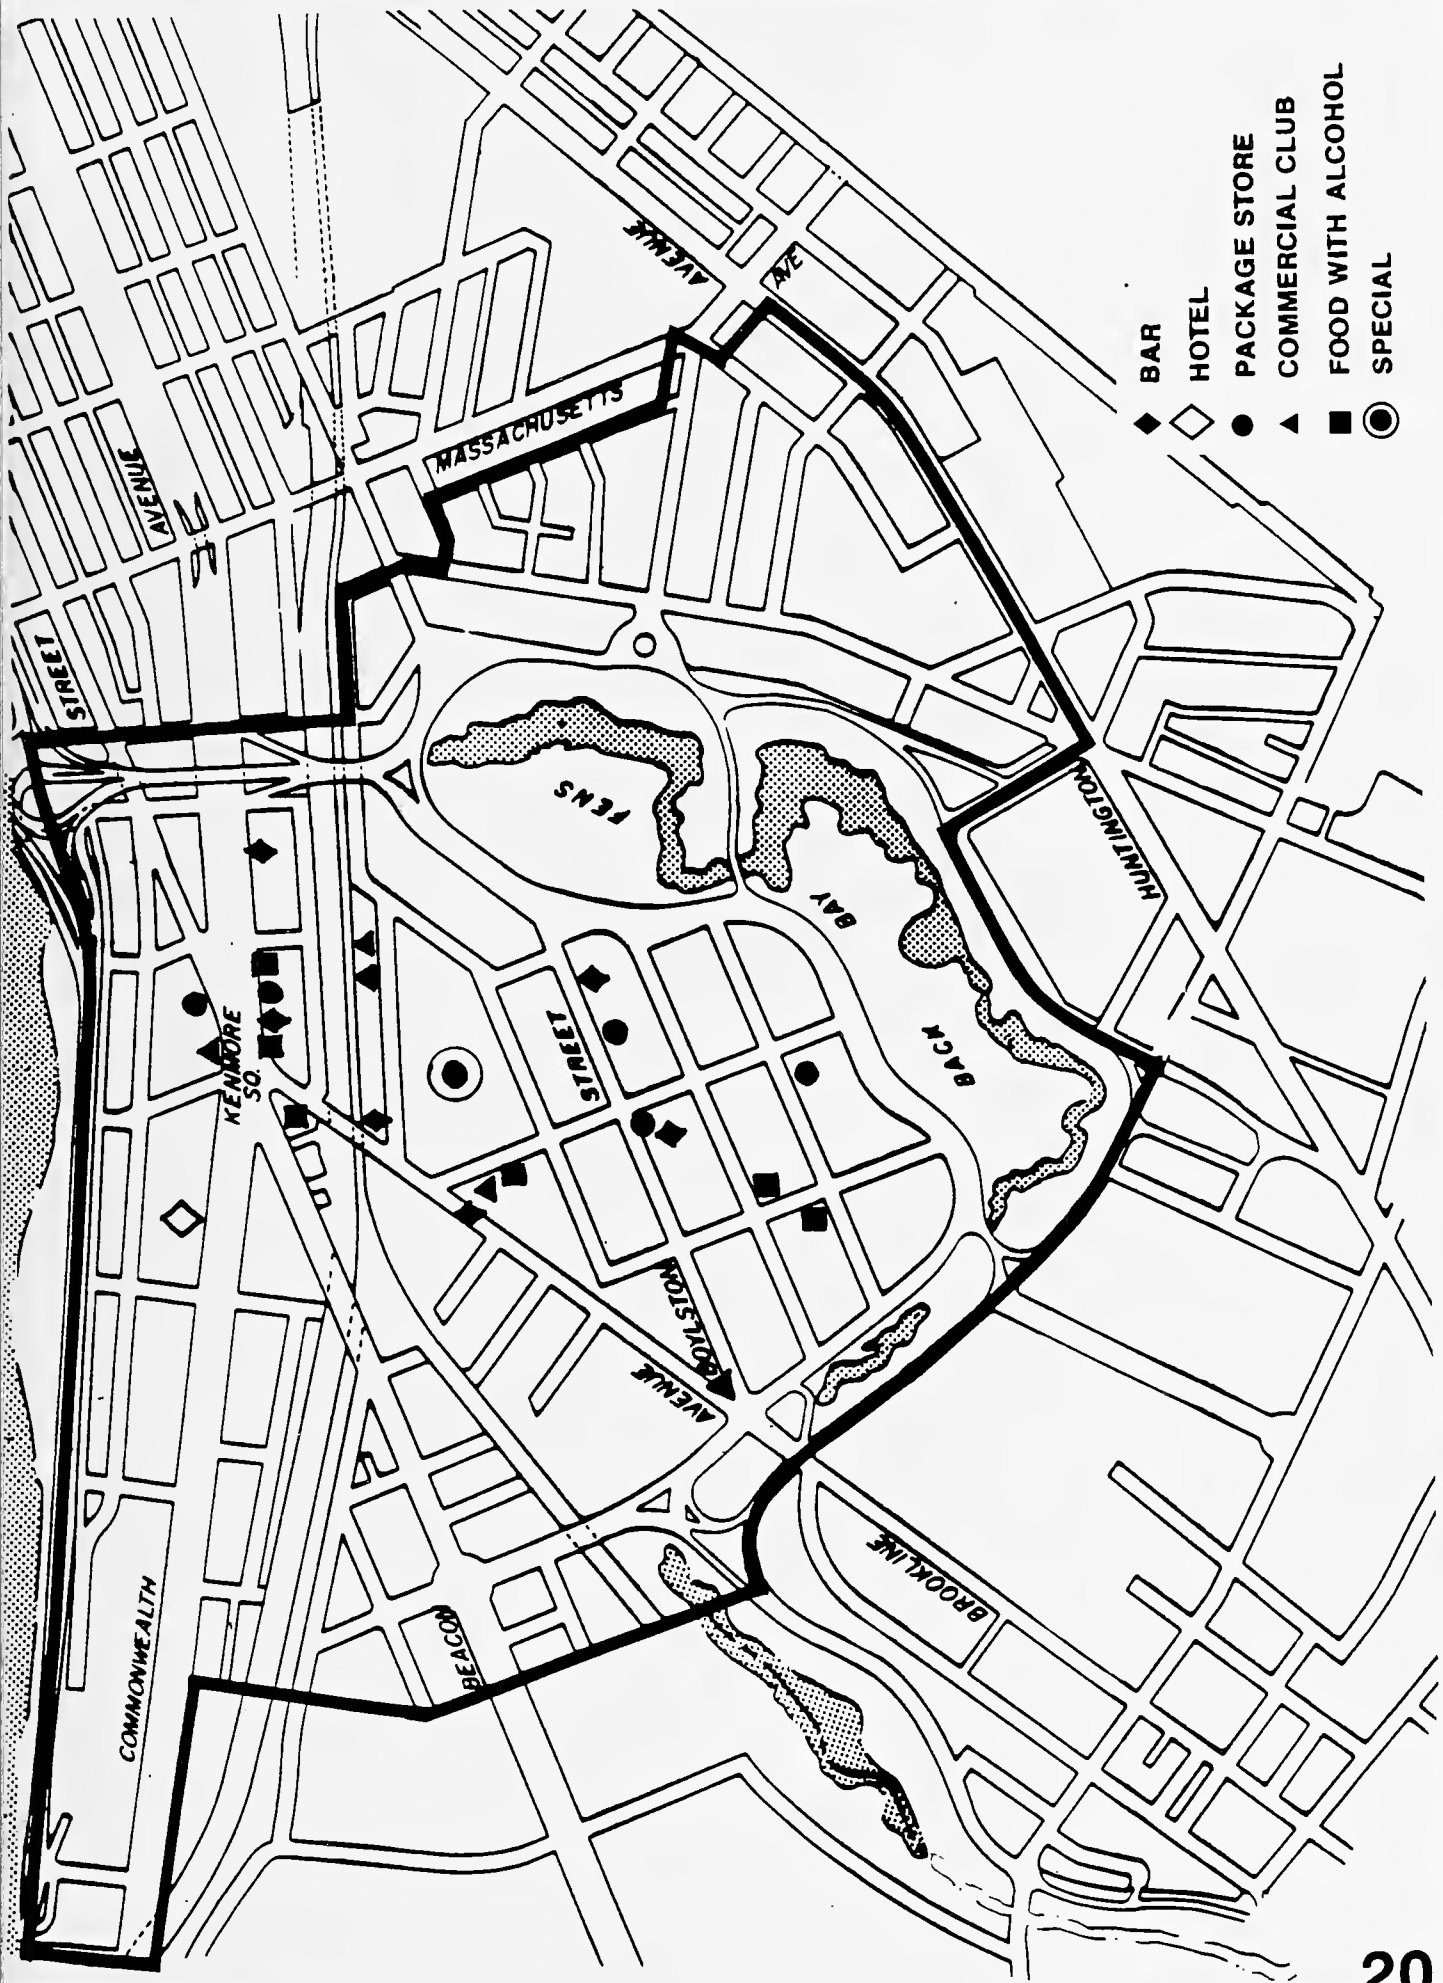 STREET
AVENUE
MASSACHUSETTS
AVENUE
AVE
KENMORE
SQ.
FENS
STREET
BAY
BACK
HUNTINGTON
BOYLSTON
AVENUE
COMMONWEALTH
BEACON
BROOKLINE
BAR
HOTEL
PACKAGE STORE
COMMERCIAL CLUB
FOOD WITH ALCOHOL
SPECIAL
20